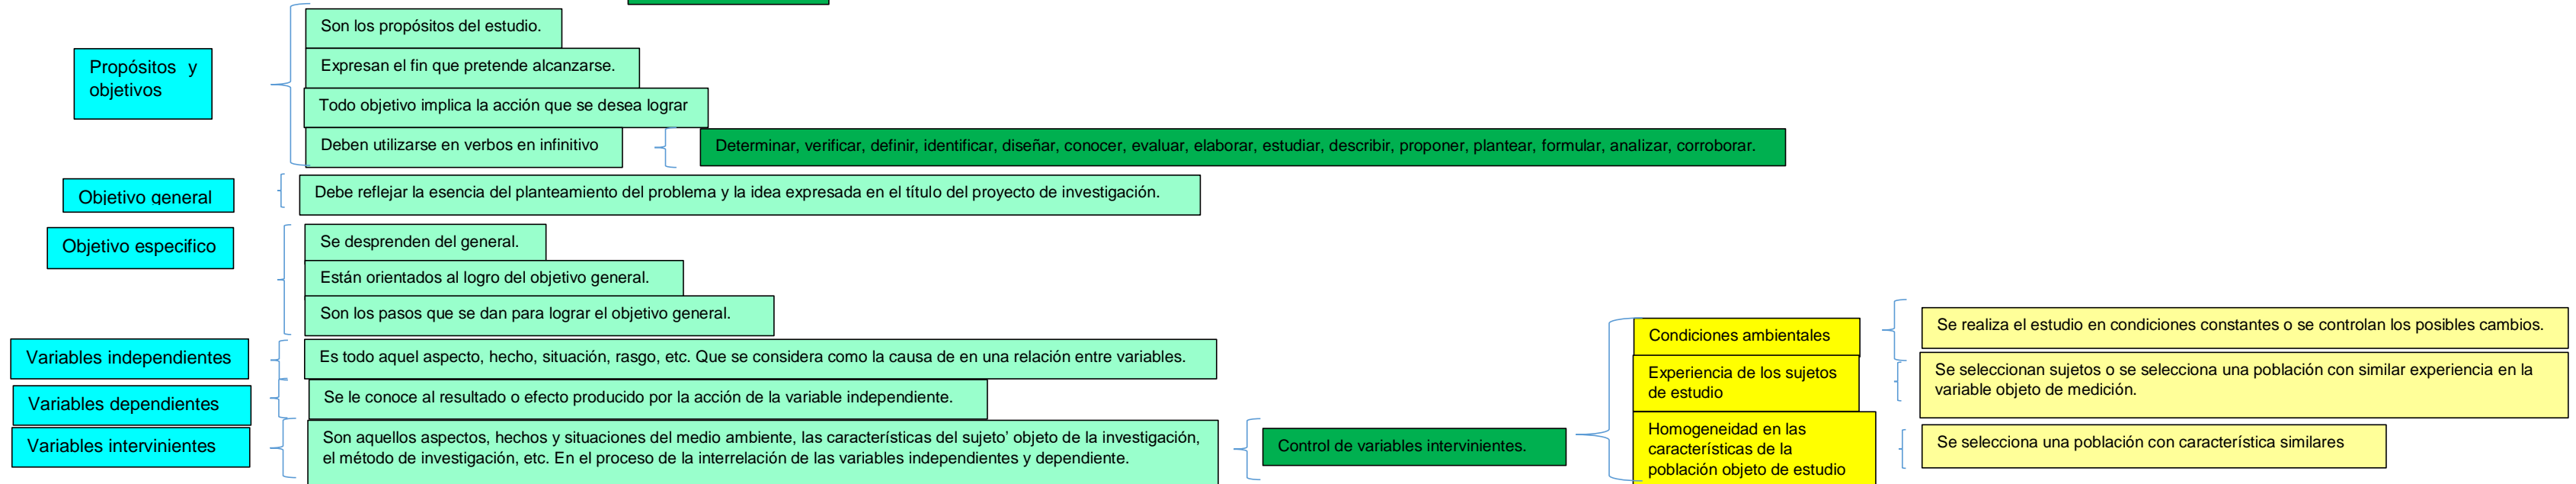 Propósitos y
objetivos
Son los propósitos del estudio.
Expresan el fin que pretende alcanzarse.
Todo objetivo implica la acción que se desea lograr
Deben utilizarse en verbos en infinitivo
Determinar, verificar, definir, identificar, diseñar, conocer, evaluar, elaborar, estudiar, describir, proponer, plantear, formular, analizar, corroborar.
Objetivo general
Debe reflejar la esencia del planteamiento del problema y la idea expresada en el título del proyecto de investigación.
Objetivo especifico
Se desprenden del general.
Están orientados al logro del objetivo general.
Son los pasos que se dan para lograr el objetivo general.
Variables independientes
Es todo aquel aspecto, hecho, situación, rasgo, etc. Que se considera como la causa de en una relación entre variables.
Variables dependientes
Se le conoce al resultado o efecto producido por la acción de la variable independiente.
Variables intervinientes
Son aquellos aspectos, hechos y situaciones del medio ambiente, las características del sujeto' objeto de la investigación,
el método de investigación, etc. En el proceso de la interrelación de las variables independientes y dependiente.
Control de variables intervinientes.
Condiciones ambientales
Se realiza el estudio en condiciones constantes o se controlan los posibles cambios.
Experiencia de los sujetos
de estudio
Se seleccionan sujetos o se selecciona una población con similar experiencia en la
variable objeto de medición.
Homogeneidad en las
características de la
población objeto de estudio
Se selecciona una población con característica similares